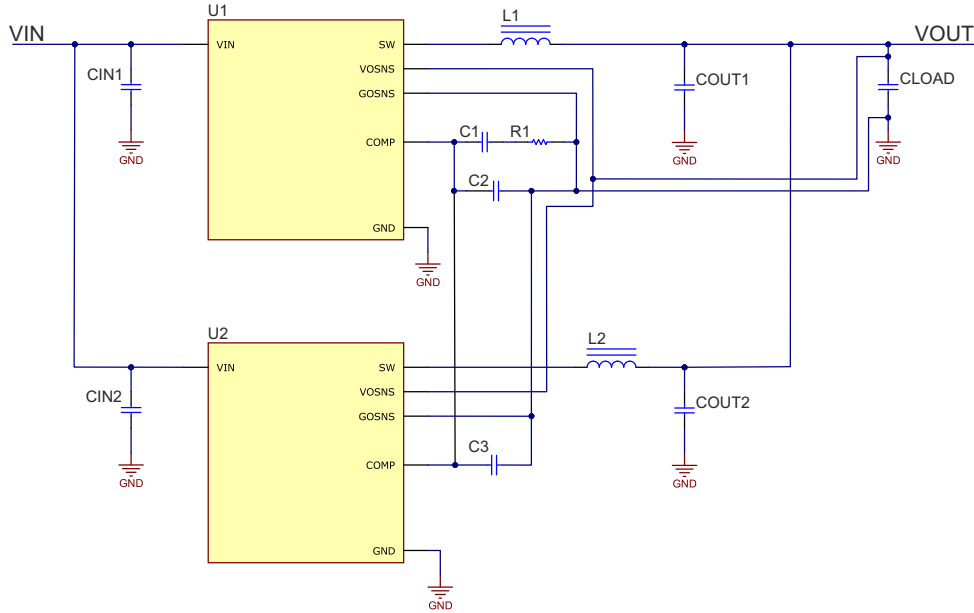 U1
L1
VIN
VOUT
VIN
SW
CIN1
VOSNS
COUT1
CLOAD
GOSNS
C1
R1
COMP
GND
GND
GND
C2
GND
GND
U2
L2
VIN
SW
CIN2
VOSNS
COUT2
GOSNS
C3
COMP
GND
GND
GND
GND